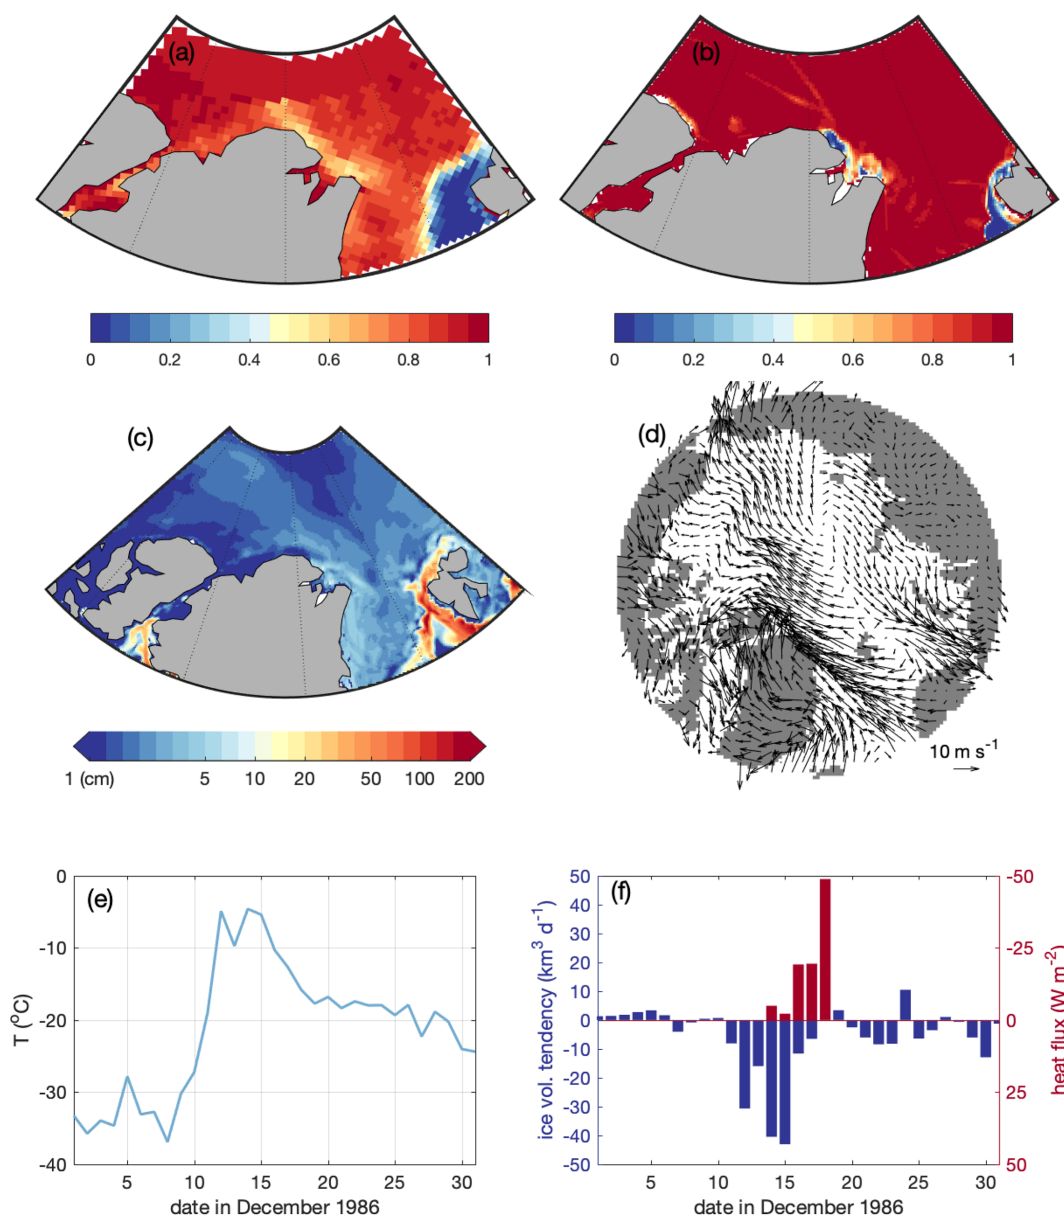 (a)
(b)
0 0.2 0.4 0.6 0.8 1
0 0.2 0.4 0.6 0.8 1
(c)
(d)
10 m s⁻¹
1 (cm) 5 10 20 50 100 200
(e)
T (°C)
0
-10
-20
-30
-40
5 10 15 20 25 30
date in December 1986
(f)
ice vol. tendency (km³ d⁻¹)
50
40
30
20
10
0
-10
-20
-30
-40
-50
-50
-25
0
25
50
heat flux (W m⁻²)
5 10 15 20 25 30
date in December 1986